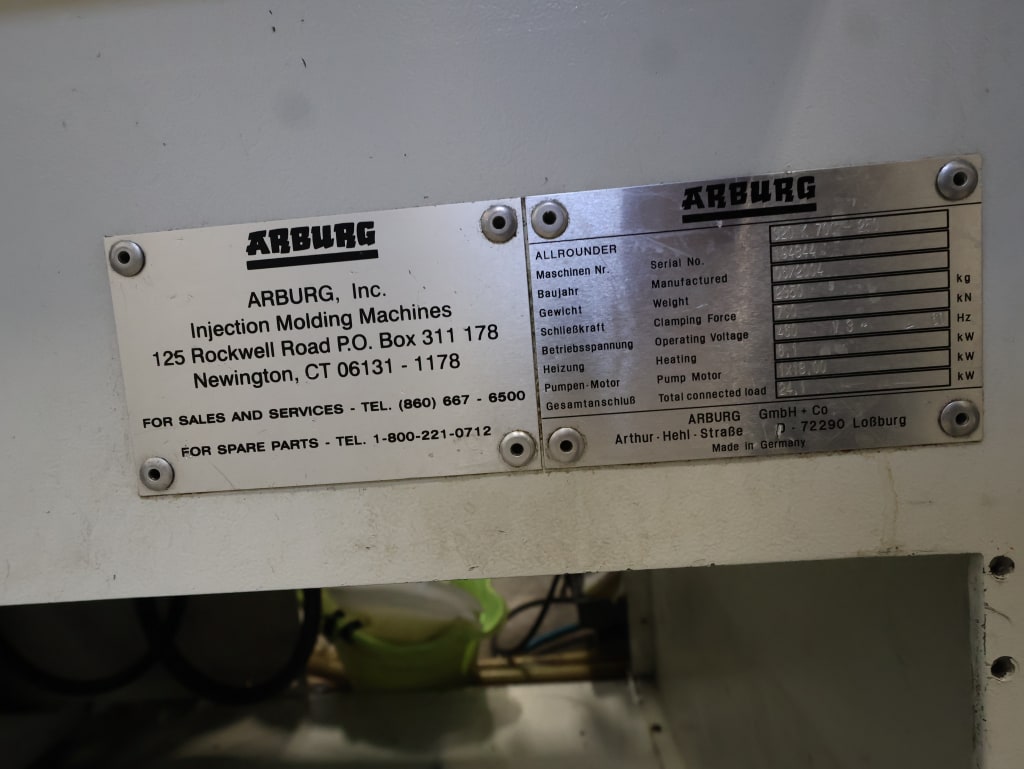 ARBURG
ARBURG, Inc.
Injection Molding Machines
125 Rockwell Road P.O. Box 311 178
Newington, CT 06131 - 1178
FOR SALES AND SERVICES - TEL. (860) 667 - 6500
FOR SPARE PARTS - TEL. 1-800-221-0712
ARBURG
ALLROUNDER
Maschinen Nr. Serial No.
Baujahr Manufactured
Gewicht Weight kg
Schließkraft Clamping Force kN
Betriebsspannung Operating Voltage Hz
Heizung Heating kW
Pumpen-Motor Pump Motor kW
Gesamtanschluß Total connected load kW
ARBURG GmbH + Co
Arthur-Hehl-Straße D - 72290 Loßburg
Made in Germany